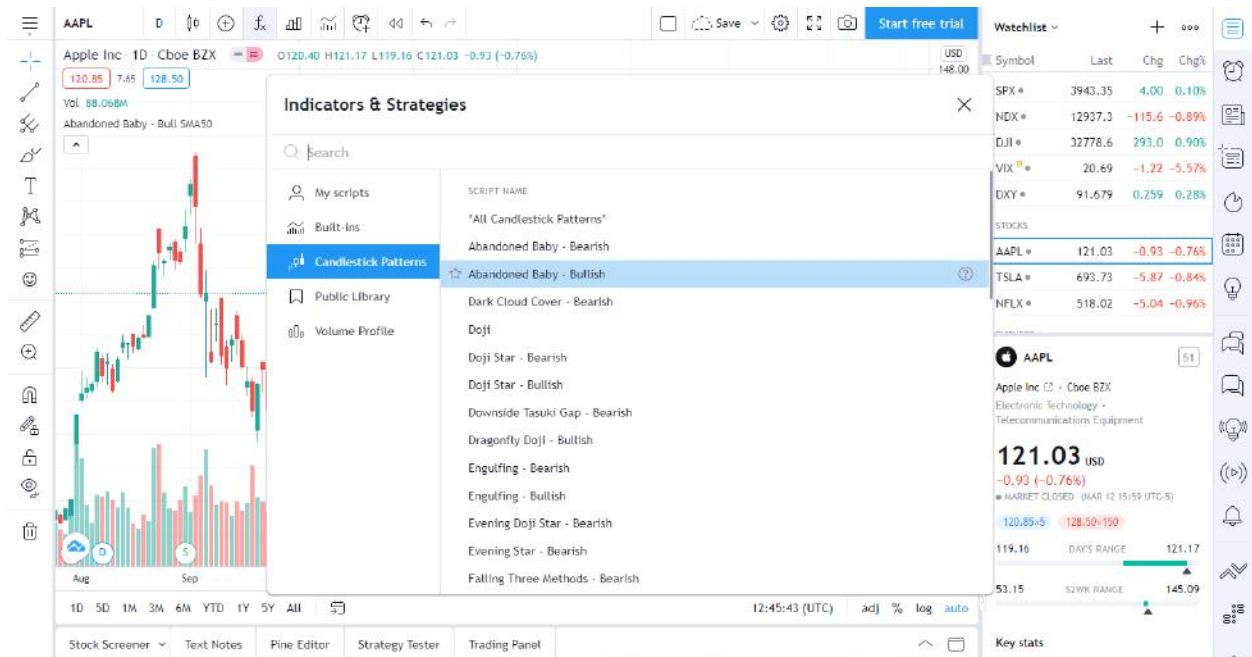 AAPL D Save Start free trial
Apple Inc · 1D · Cboe BZX O120.40 H121.17 L119.16 C121.03 -0.93 (-0.76%)
USD
148.00
120.85 7.65 128.50
Vol 88.068M
Abandoned Baby - Bull SMA50
Indicators & Strategies
Search
My scripts
Built-ins
Candlestick Patterns
Public Library
Volume Profile
SCRIPT NAME
*All Candlestick Patterns*
Abandoned Baby - Bearish
Abandoned Baby - Bullish
Dark Cloud Cover - Bearish
Doji
Doji Star - Bearish
Doji Star - Bullish
Downside Tasuki Gap - Bearish
Dragonfly Doji - Bullish
Engulfing - Bearish
Engulfing - Bullish
Evening Doji Star - Bearish
Evening Star - Bearish
Falling Three Methods - Bearish
D
S
Aug Sep
1D 5D 1M 3M 6M YTD 1Y 5Y All 12:45:43 (UTC) adj % log auto
Stock Screener Text Notes Pine Editor Strategy Tester Trading Panel
Watchlist
Symbol Last Chg Chg%
SPX 3943.35 4.00 0.10%
NDX 12937.3 -115.6 -0.89%
DJI 32778.6 293.0 0.90%
VIX D 20.69 -1.22 -5.57%
DXY 91.679 0.259 0.28%
STOCKS
AAPL 121.03 -0.93 -0.76%
TSLA 693.73 -5.87 -0.84%
NFLX 518.02 -5.04 -0.96%
AAPL 51
Apple Inc · Cboe BZX
Electronic Technology ·
Telecommunications Equipment
121.03 USD
-0.93 (-0.76%)
MARKET CLOSED (MAR 12 15:59 UTC-5)
120.85×5 128.50×150
119.16 DAY'S RANGE 121.17
53.15 52WK RANGE 145.09
Key stats